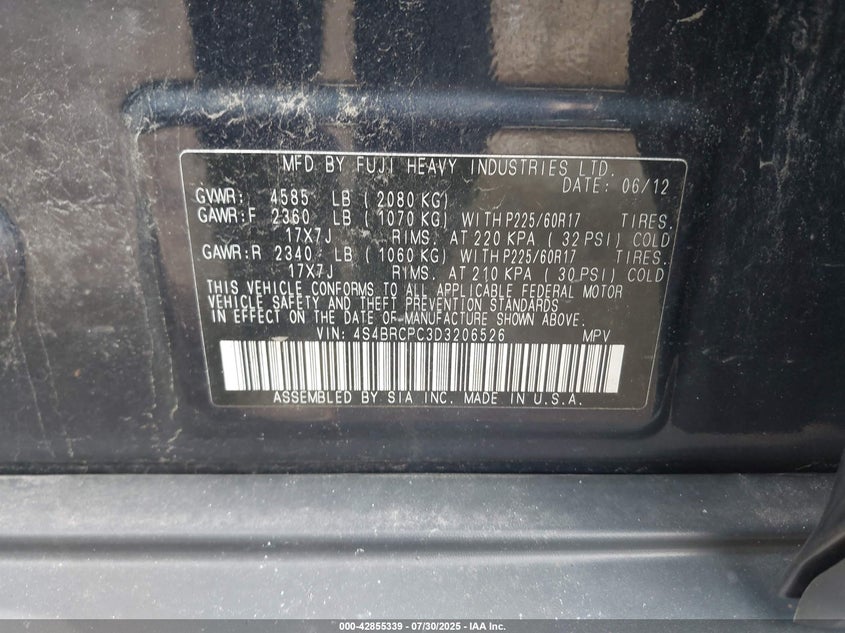 MFD BY FUJI HEAVY INDUSTRIES LTD.
DATE: 06/12
GVWR: 4585 LB (2080 KG)
GAWR:F 2360 LB (1070 KG) WITH P225/60R17 TIRES.
17X7J RIMS. AT 220 KPA (32 PSI) COLD
GAWR:R 2340 LB (1060 KG) WITH P225/60R17 TIRES.
17X7J RIMS. AT 210 KPA (30 PSI) COLD
THIS VEHICLE CONFORMS TO ALL APPLICABLE FEDERAL MOTOR
VEHICLE SAFETY AND THEFT PREVENTION STANDARDS
IN EFFECT ON THE DATE OF MANUFACTURE SHOWN ABOVE.
VIN: 4S4BRCPC3D3206526 MPV
ASSEMBLED BY SIA INC. MADE IN U.S.A.
000-42855339 / 07/30/2025 - IAA Inc.